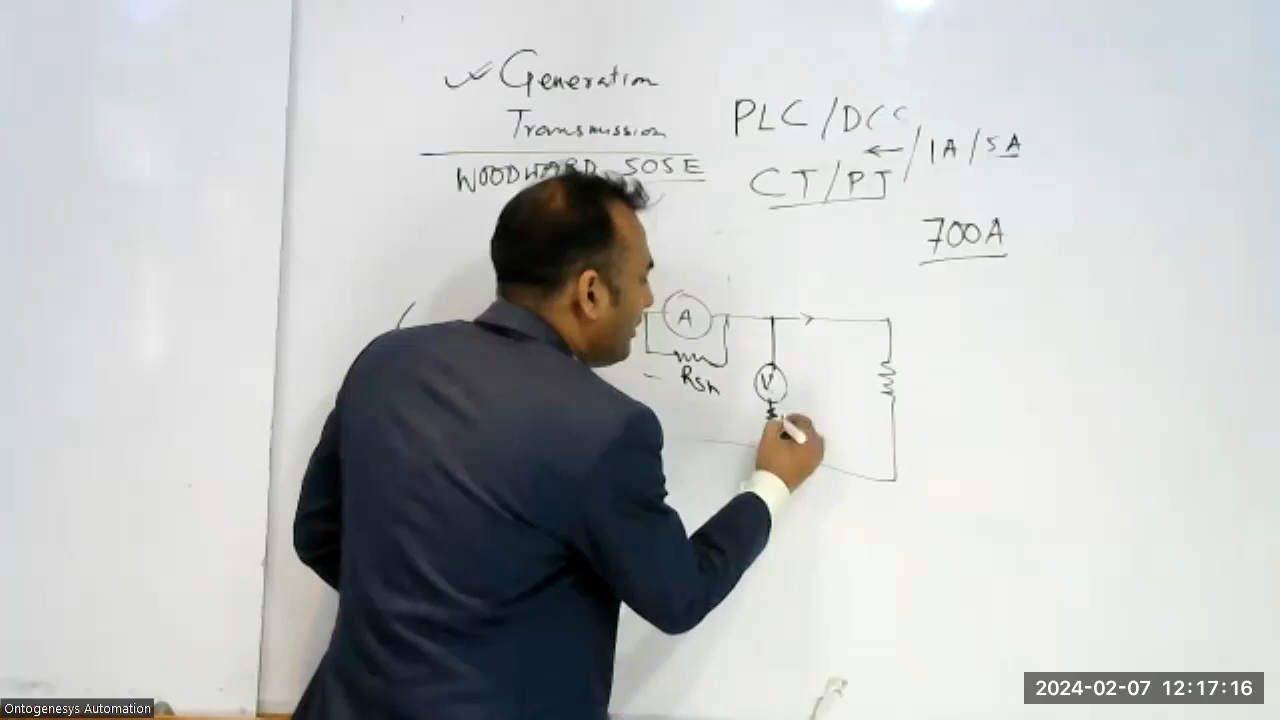 Generation
Transmission
WOODWARD 505E
PLC/DCS
CT/PT / 1A/5A
700A
A
Rsh
V
Ontogenesys Automation
2024-02-07 12:17:16